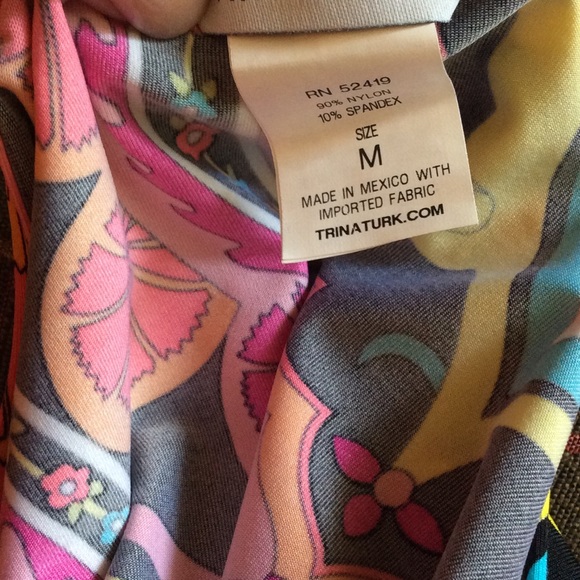 RN 52419
90% NYLON
10% SPANDEX
SIZE
M
MADE IN MEXICO WITH
IMPORTED FABRIC
TRINATURK.COM